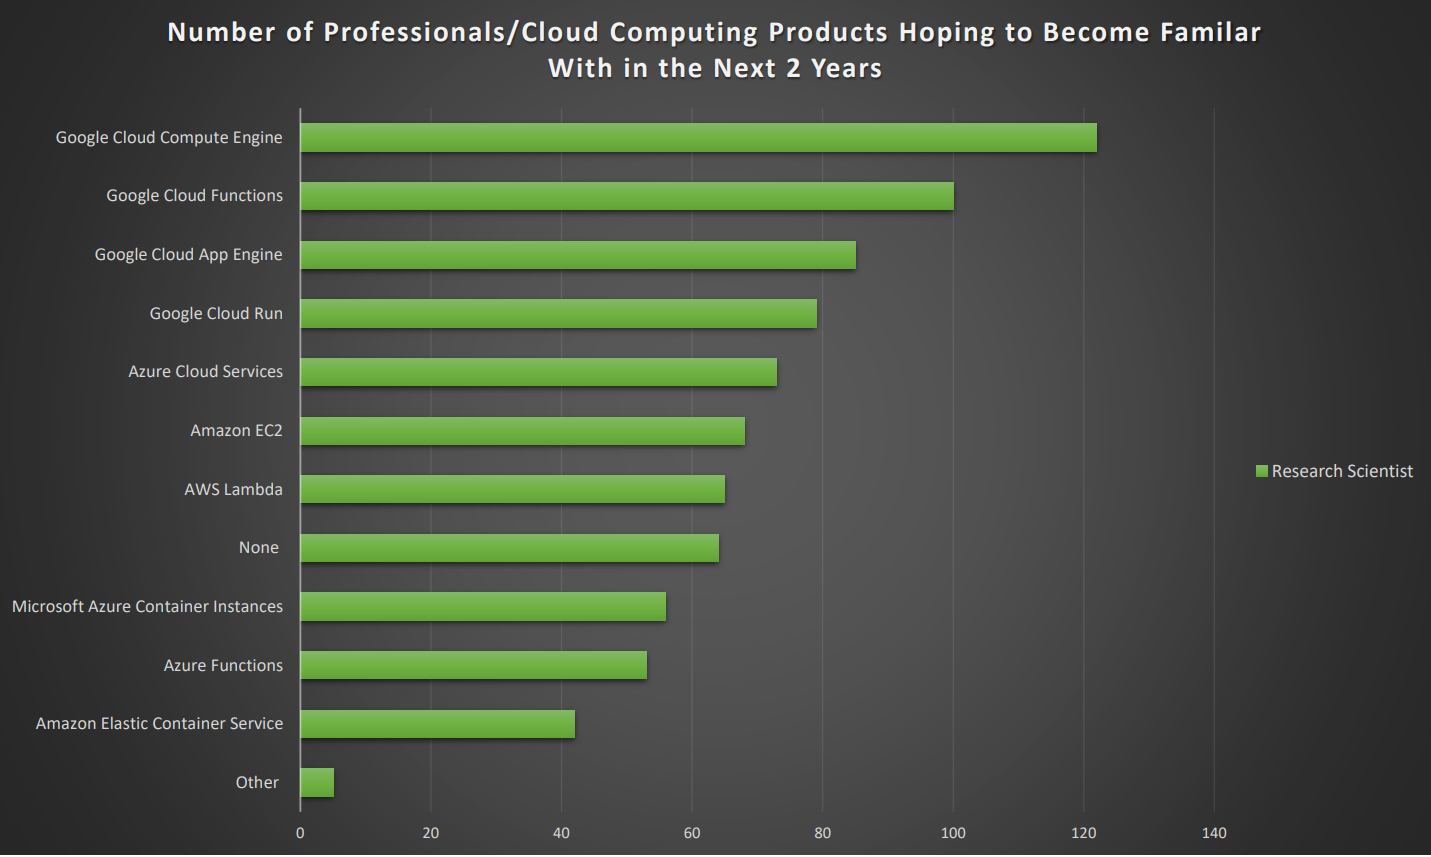 Number of Professionals/Cloud Computing Products Hoping to Become Familar
With in the Next 2 Years
Google Cloud Compute Engine
Google Cloud Functions
Google Cloud App Engine
Google Cloud Run
Azure Cloud Services
Amazon EC2
AWS Lambda
None
Microsoft Azure Container Instances
Azure Functions
Amazon Elastic Container Service
Other
0 20 40 60 80 100 120 140
Research Scientist